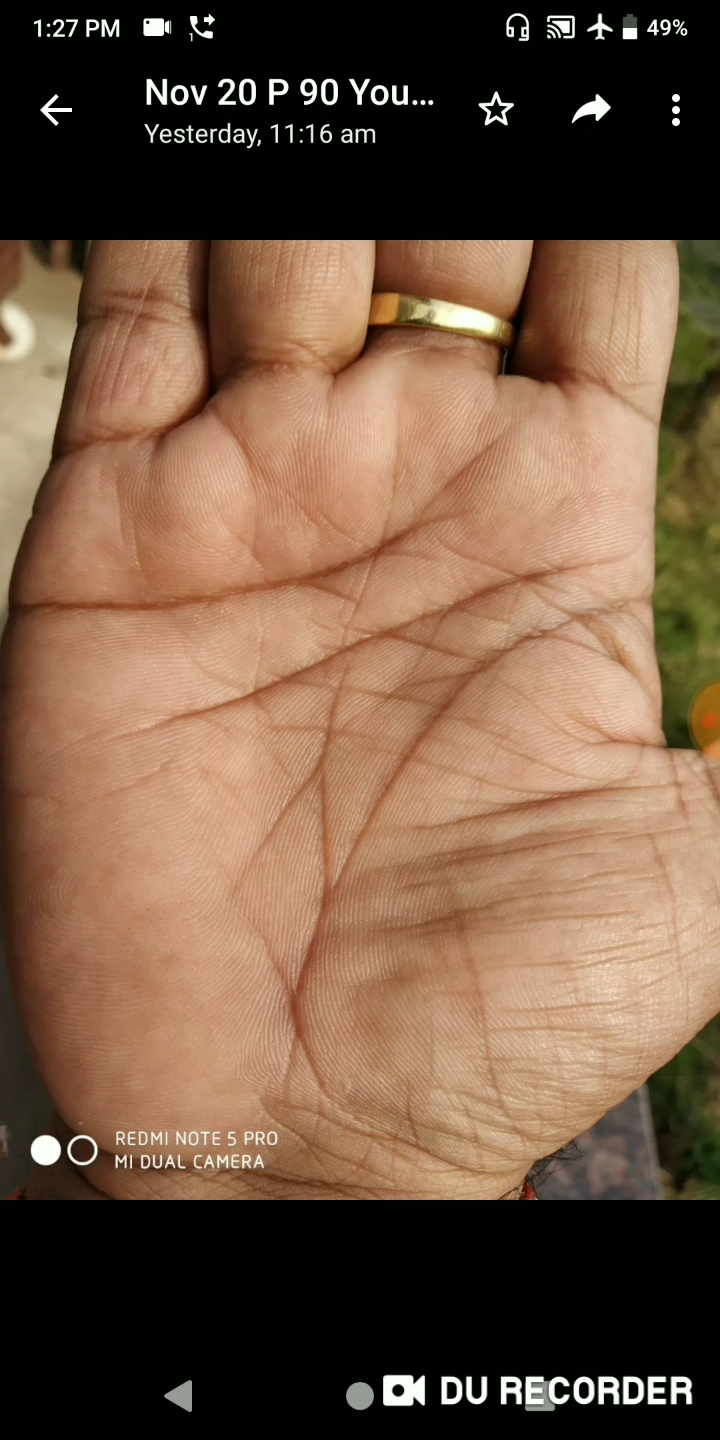 1:27 PM
49%
Nov 20 P 90 You...
Yesterday, 11:16 am
REDMI NOTE 5 PRO
MI DUAL CAMERA
DU RECORDER